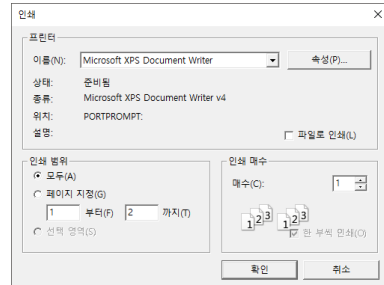 인쇄
프린터
이름(N): Microsoft XPS Document Writer 속성(P)...
상태: 준비됨
종류: Microsoft XPS Document Writer v4
위치: PORTPROMPT:
설명: 파일로 인쇄(L)
인쇄 범위
모두(A)
페이지 지정(G)
1 부터(F) 2 까지(T)
선택 영역(S)
인쇄 매수
매수(C): 1
1 2 3 1 2 3
한 부씩 인쇄(O)
확인 취소